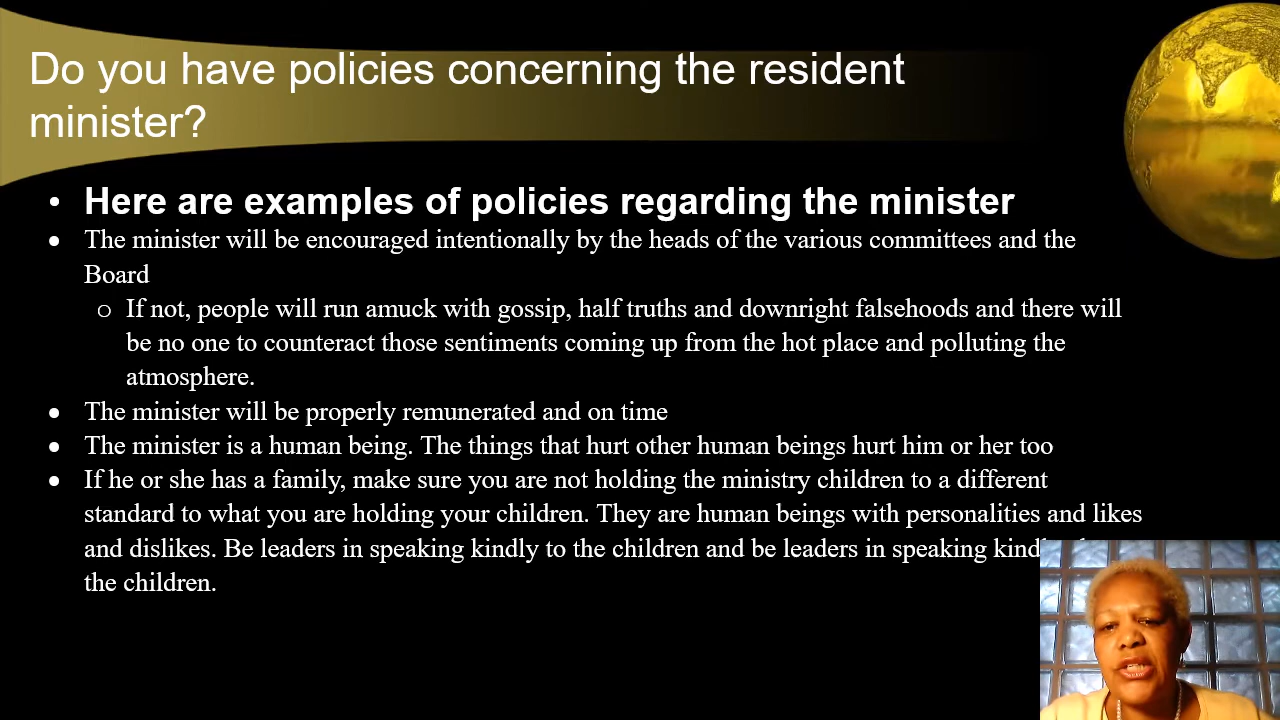 Do you have policies concerning the resident
minister?
• Here are examples of policies regarding the minister
● The minister will be encouraged intentionally by the heads of the various committees and the
Board
○ If not, people will run amuck with gossip, half truths and downright falsehoods and there will
be no one to counteract those sentiments coming up from the hot place and polluting the
atmosphere.
● The minister will be properly remunerated and on time
● The minister is a human being. The things that hurt other human beings hurt him or her too
● If he or she has a family, make sure you are not holding the ministry children to a different
standard to what you are holding your children. They are human beings with personalities and likes
and dislikes. Be leaders in speaking kindly to the children and be leaders in speaking
the children.